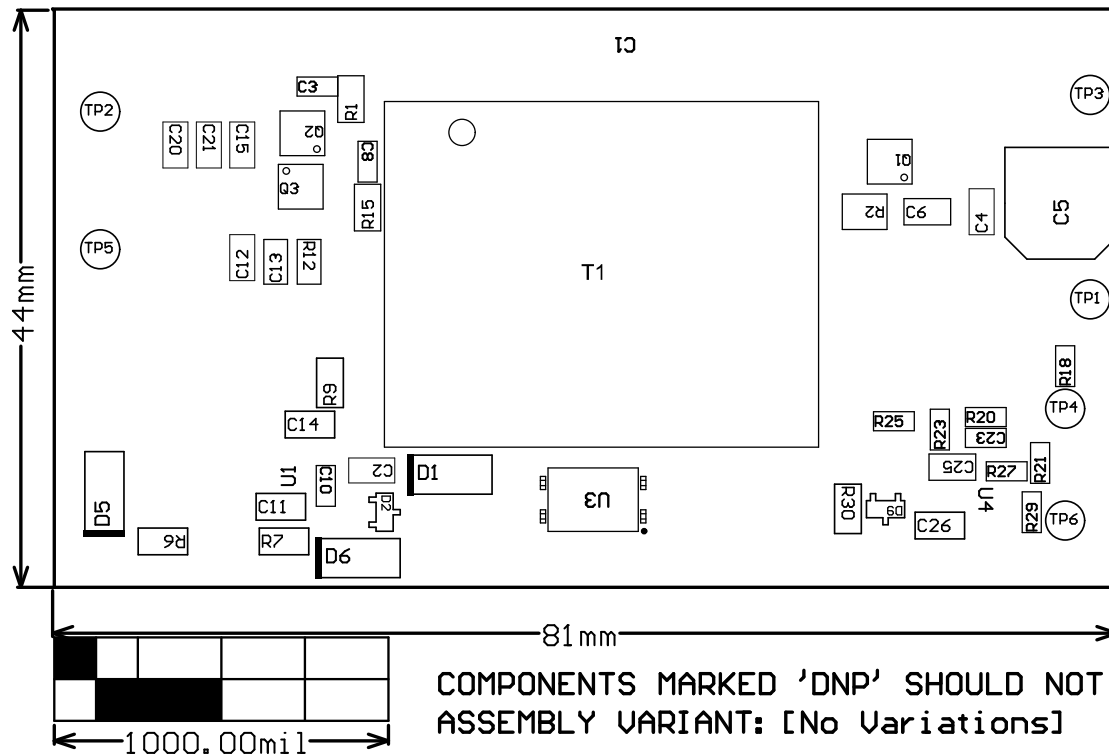 C1
C3
R1
TP2
TP3
C20
C21
C15
Q2
C8
Q1
Q3
R15
R2
C6
C4
C5
TP5
C12
C13
R12
T1
TP1
44mm
R18
R9
TP4
C14
R25
R23
R20
C23
U1
C10
C2
D1
C25
R27
R21
U3
U4
D5
C11
D2
R30
D9
C26
R29
TP6
R6
R7
D6
81mm
COMPONENTS MARKED 'DNP' SHOULD NOT
ASSEMBLY VARIANT: [No Variations]
1000.00mil